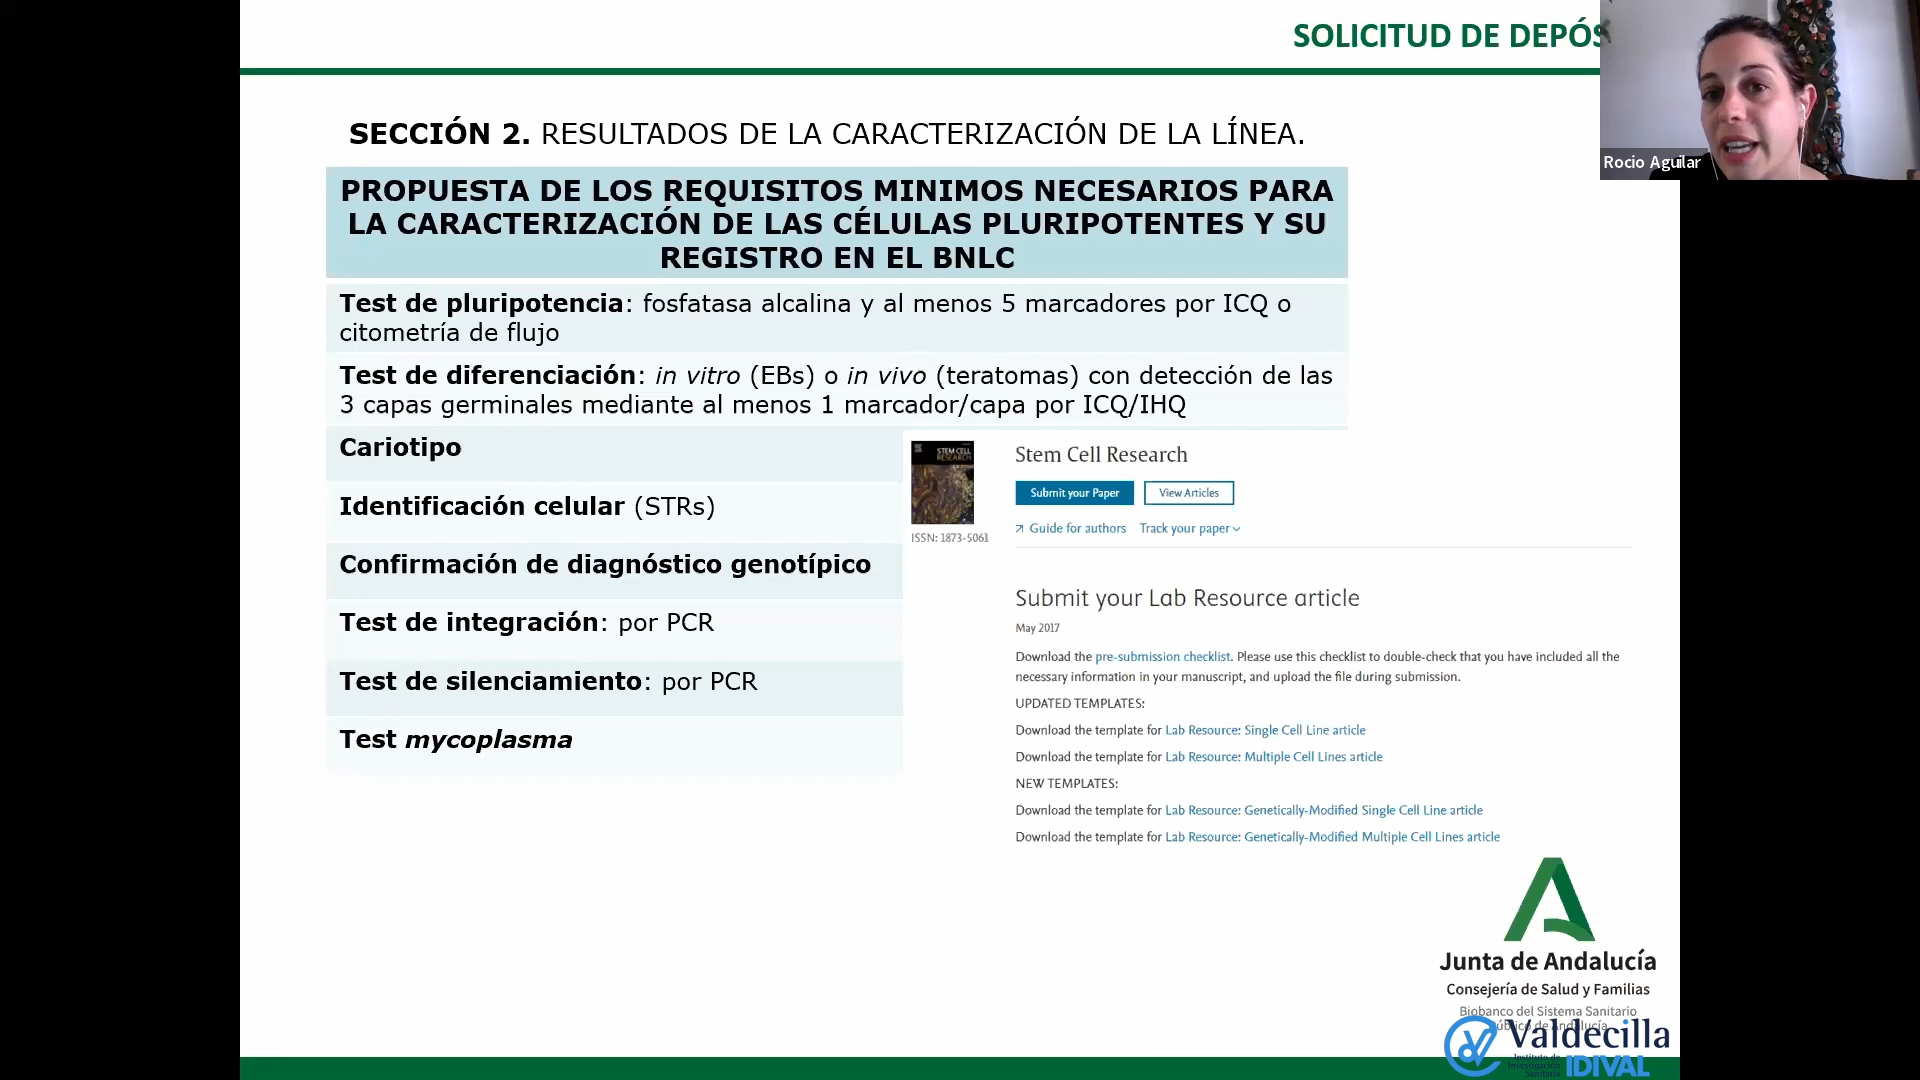 SOLICITUD DE DEPÓS
Rocio Aguilar
SECCIÓN 2. RESULTADOS DE LA CARACTERIZACIÓN DE LA LÍNEA.
PROPUESTA DE LOS REQUISITOS MINIMOS NECESARIOS PARA
LA CARACTERIZACIÓN DE LAS CÉLULAS PLURIPOTENTES Y SU
REGISTRO EN EL BNLC
Test de pluripotencia: fosfatasa alcalina y al menos 5 marcadores por ICQ o
citometría de flujo
Test de diferenciación: in vitro (EBs) o in vivo (teratomas) con detección de las
3 capas germinales mediante al menos 1 marcador/capa por ICQ/IHQ
Cariotipo
Identificación celular (STRs)
Confirmación de diagnóstico genotípico
Test de integración: por PCR
Test de silenciamiento: por PCR
Test mycoplasma
STEM CELL
RESEARCH
ISSN: 1873-5061
Stem Cell Research
Submit your Paper
View Articles
Guide for authors
Track your paper
Submit your Lab Resource article
May 2017
Download the pre-submission checklist. Please use this checklist to double-check that you have included all the
necessary information in your manuscript, and upload the file during submission.
UPDATED TEMPLATES:
Download the template for Lab Resource: Single Cell Line article
Download the template for Lab Resource: Multiple Cell Lines article
NEW TEMPLATES:
Download the template for Lab Resource: Genetically-Modified Single Cell Line article
Download the template for Lab Resource: Genetically-Modified Multiple Cell Lines article
Junta de Andalucía
Consejería de Salud y Familias
Biobanco del Sistema Sanitario
Público de Andalucía
Valdecilla
Instituto de
Investigación
Sanitaria
IDIVAL